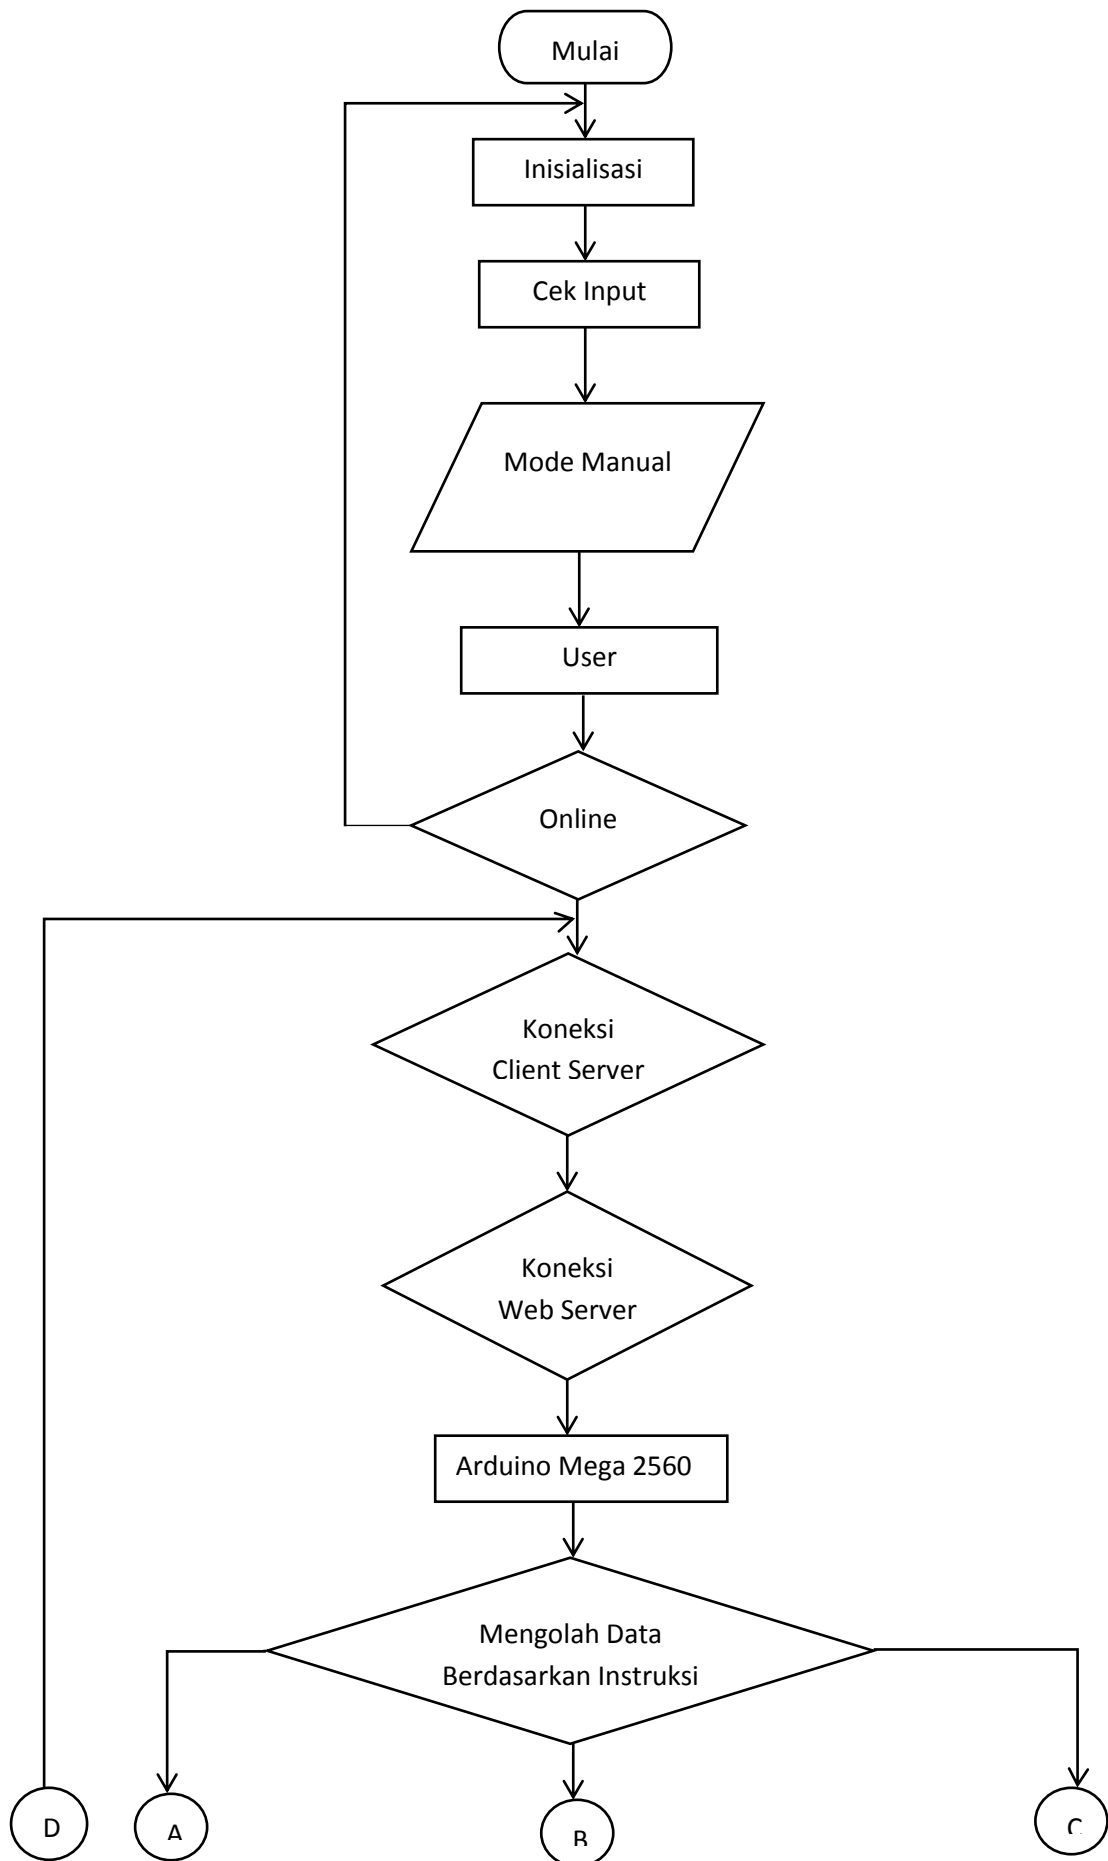 Mulai
Inisialisasi
Cek Input
Mode Manual
User
Online
Koneksi
Client Server
Koneksi
Web Server
Arduino Mega 2560
Mengolah Data
Berdasarkan Instruksi
D
A
B
C